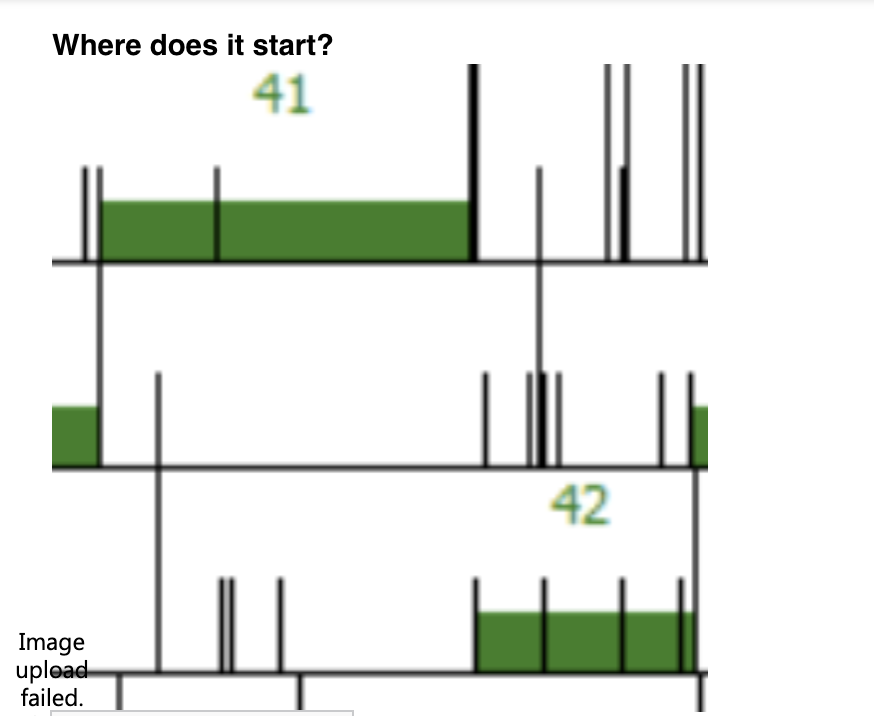 Where does it start?
41
42
Image
upload
failed.